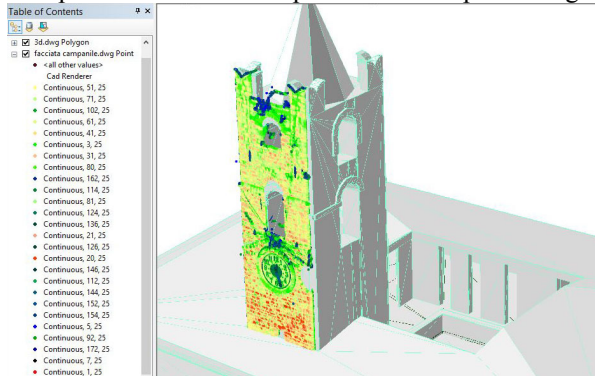 Table of Contents
3d.dwg Polygon
facciata campanile.dwg Point
<all other values>
Cad Renderer
Continuous, 51, 25
Continuous, 71, 25
Continuous, 102, 25
Continuous, 61, 25
Continuous, 41, 25
Continuous, 3, 25
Continuous, 31, 25
Continuous, 80, 25
Continuous, 162, 25
Continuous, 114, 25
Continuous, 81, 25
Continuous, 124, 25
Continuous, 136, 25
Continuous, 21, 25
Continuous, 126, 25
Continuous, 20, 25
Continuous, 146, 25
Continuous, 112, 25
Continuous, 144, 25
Continuous, 152, 25
Continuous, 154, 25
Continuous, 5, 25
Continuous, 92, 25
Continuous, 172, 25
Continuous, 7, 25
Continuous, 1, 25